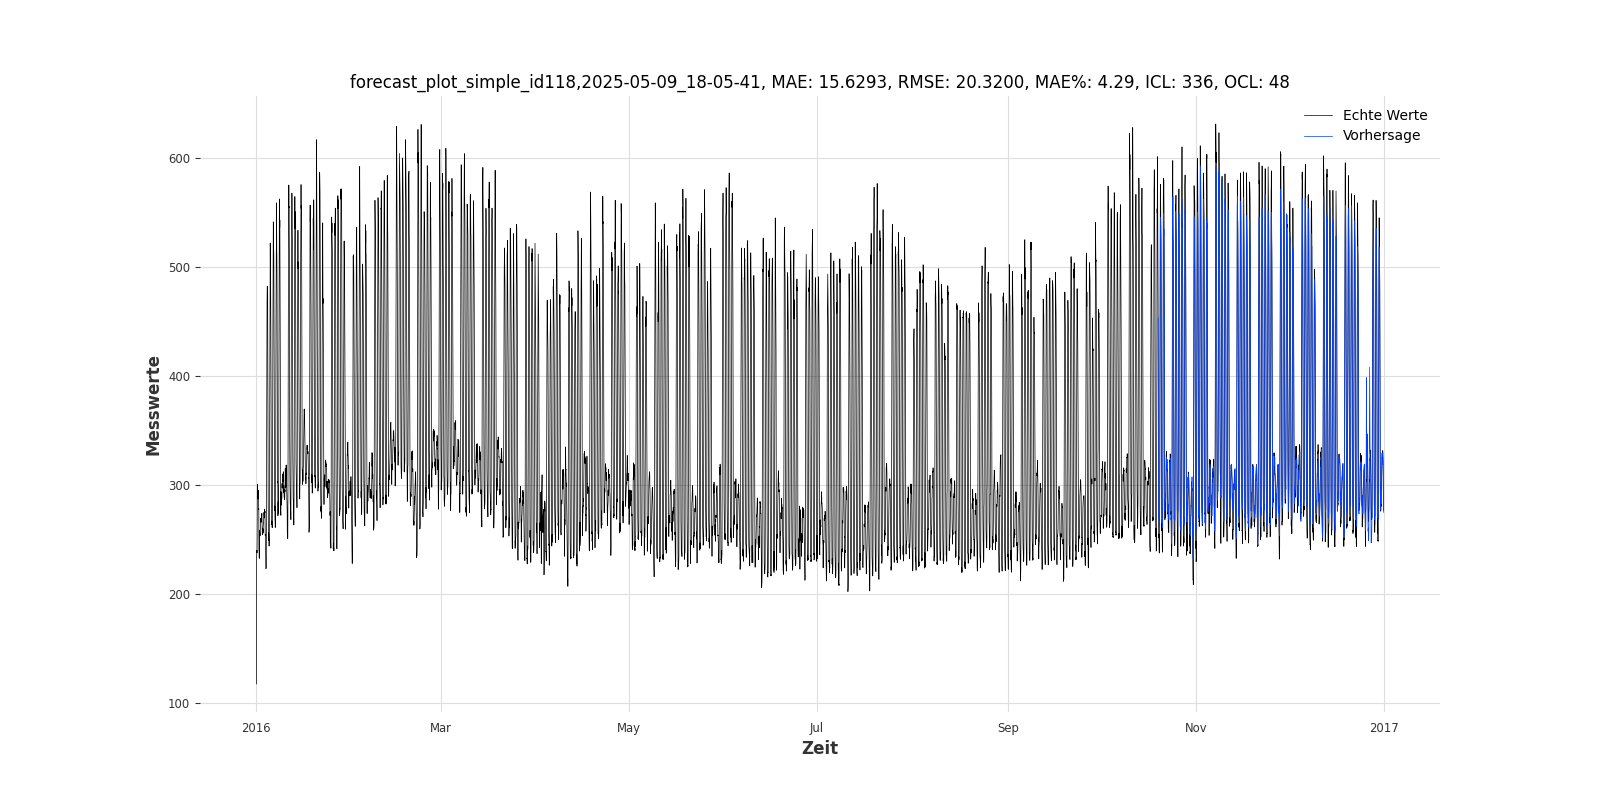 forecast_plot_simple_id118,2025-05-09_18-05-41, MAE: 15.6293, RMSE: 20.3200, MAE%: 4.29, ICL: 336, OCL: 48
Echte Werte
Vorhersage
Messwerte
600
500
400
300
200
100
2016
Mar
May
Jul
Sep
Nov
2017
Zeit